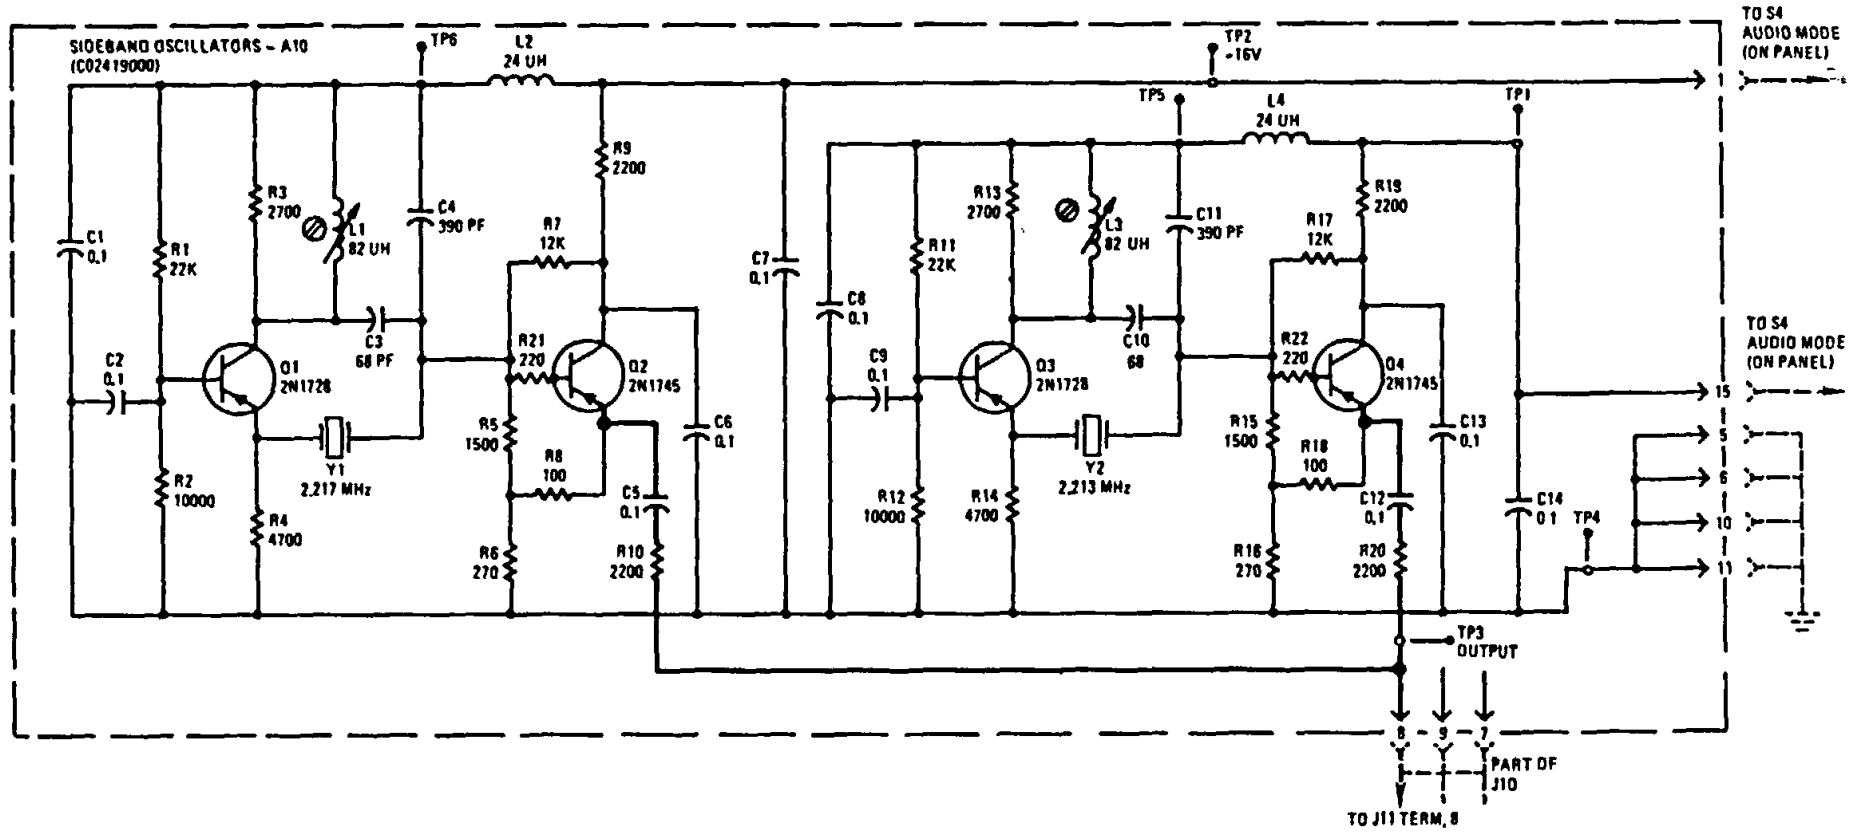 SIDEBAND OSCILLATORS - A10
(C02419000)
TP6
L2
24 UH
TP2
-16V
TO S4
AUDIO MODE
(ON PANEL)
1
TP5
L4
24 UH
TP1
R9
2200
R3
2700
L1
82 UH
C4
390 PF
R13
2700
L3
82 UH
C11
390 PF
R19
2200
R17
12K
R7
12K
C1
0,1
R1
22K
C7
0,1
R11
22K
C8
0,1
C2
0,1
C3
68 PF
Q1
2N1728
R21
220
Q2
2N1745
C9
0,1
Q3
2N1728
C10
68
R22
220
Q4
2N1745
TO S4
AUDIO MODE
(ON PANEL)
15
R5
1500
C6
0,1
R15
1500
C13
0,1
5
Y1
2,217 MHz
R8
100
Y2
2,213 MHz
R18
100
6
R2
10000
C5
0,1
R12
10000
R14
4700
C12
0,1
C14
0 1
TP4
10
R4
4700
R6
270
R10
2200
R16
270
R20
2200
11
TP3
OUTPUT
8 9 7
PART OF
J10
TO J11 TERM, 8